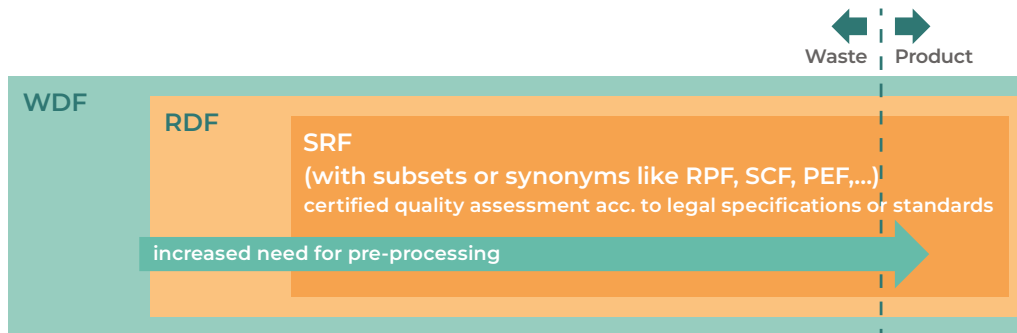 Waste Product
WDF
RDF
SRF
(with subsets or synonyms like RPF, SCF, PEF,...)
certified quality assessment acc. to legal specifications or standards
increased need for pre-processing